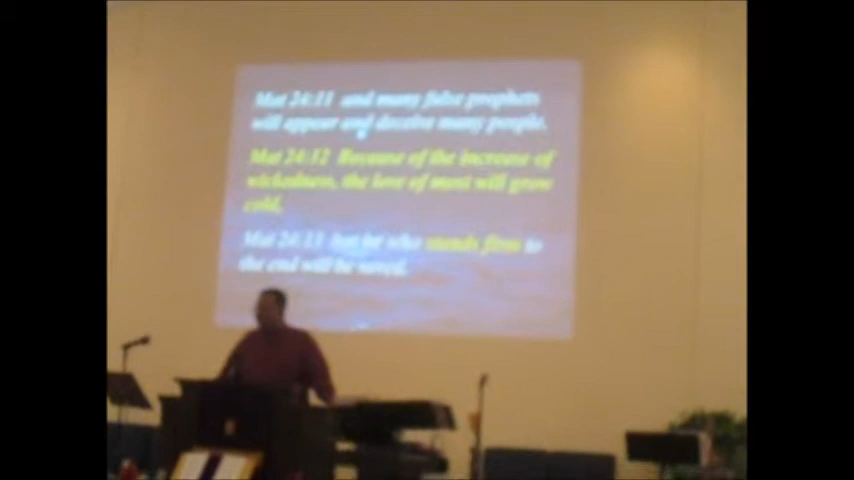 Mat 24:11 and many false prophets
will appear and deceive many people.
Mat 24:12 Because of the increase of
wickedness, the love of most will grow
cold,
Mat 24:13 but he who stands firm to
the end will be saved.